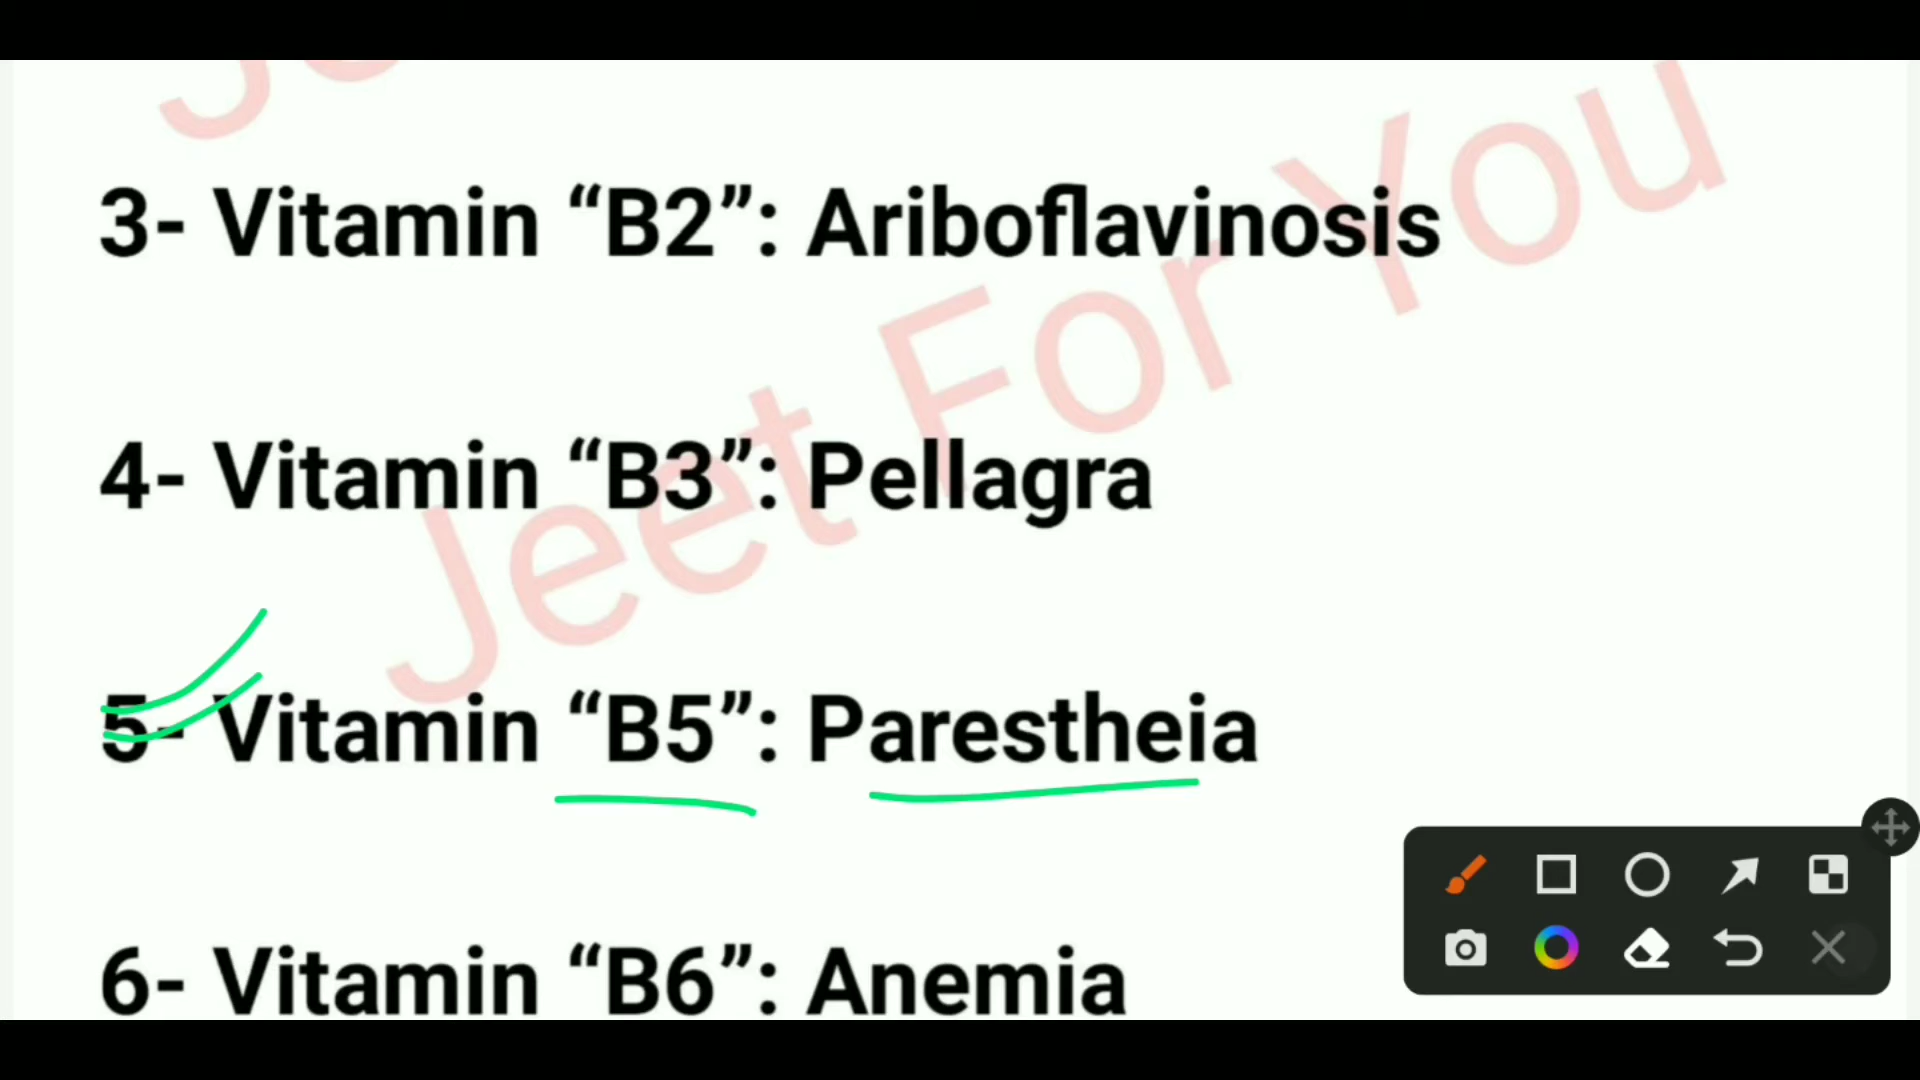 3- Vitamin “B2”: Ariboflavinosis
4- Vitamin “B3”: Pellagra
5- Vitamin “B5”: Parestheia
6- Vitamin “B6”: Anemia
Jeet For You